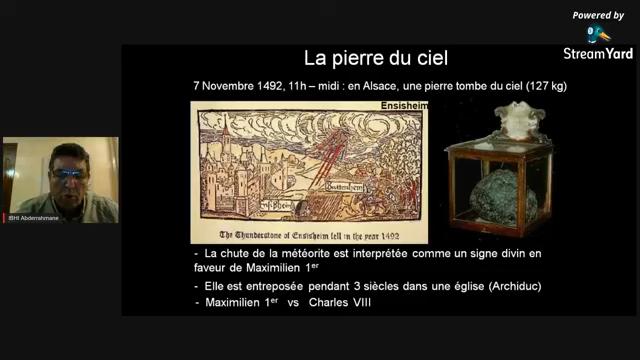 Powered by
StreamYard
La pierre du ciel
7 Novembre 1492, 11h – midi : en Alsace, une pierre tombe du ciel (127 kg)
Ensisheim
Battenheim
The Thunderstone of Ensisheim fell in the year 1492
IBHI Abderrahmane
- La chute de la météorite est interprétée comme un signe divin en
faveur de Maximilien 1er
- Elle est entreposée pendant 3 siècles dans une église (Archiduc)
- Maximilien 1er vs Charles VIII